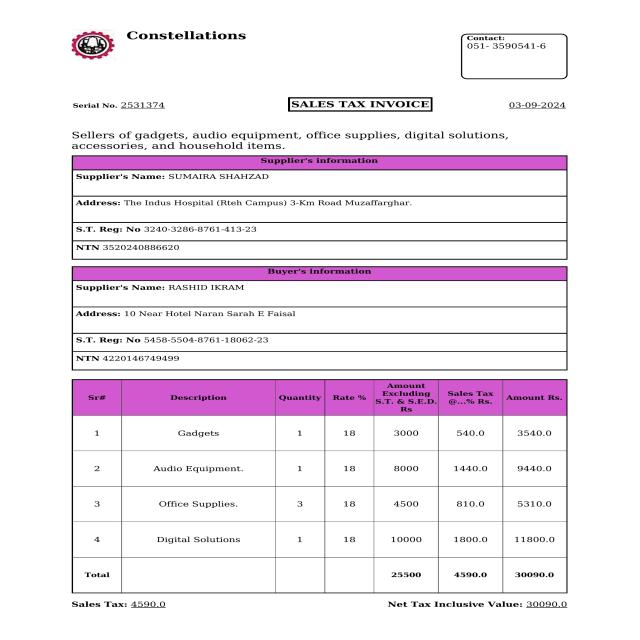 Constellations
Contact:
051- 3590541-6
Serial No. 2531374
SALES TAX INVOICE
03-09-2024
Sellers of gadgets, audio equipment, office supplies, digital solutions,
accessories, and household items.
Supplier's information
Supplier's Name: SUMAIRA SHAHZAD
Address: The Indus Hospital (Rteh Campus) 3-Km Road Muzaffarghar.
S.T. Reg: No 3240-3286-8761-413-23
NTN 3520240886620
Buyer's information
Supplier's Name: RASHID IKRAM
Address: 10 Near Hotel Naran Sarah E Faisal
S.T. Reg: No 5458-5504-8761-18062-23
NTN 4220146749499
Sr# Description Quantity Rate % Amount Excluding S.T. & S.E.D. Rs Sales Tax @...% Rs. Amount Rs.
1 Gadgets 1 18 3000 540.0 3540.0
2 Audio Equipment. 1 18 8000 1440.0 9440.0
3 Office Supplies. 3 18 4500 810.0 5310.0
4 Digital Solutions 1 18 10000 1800.0 11800.0
Total 25500 4590.0 30090.0
Sales Tax: 4590.0 Net Tax Inclusive Value: 30090.0